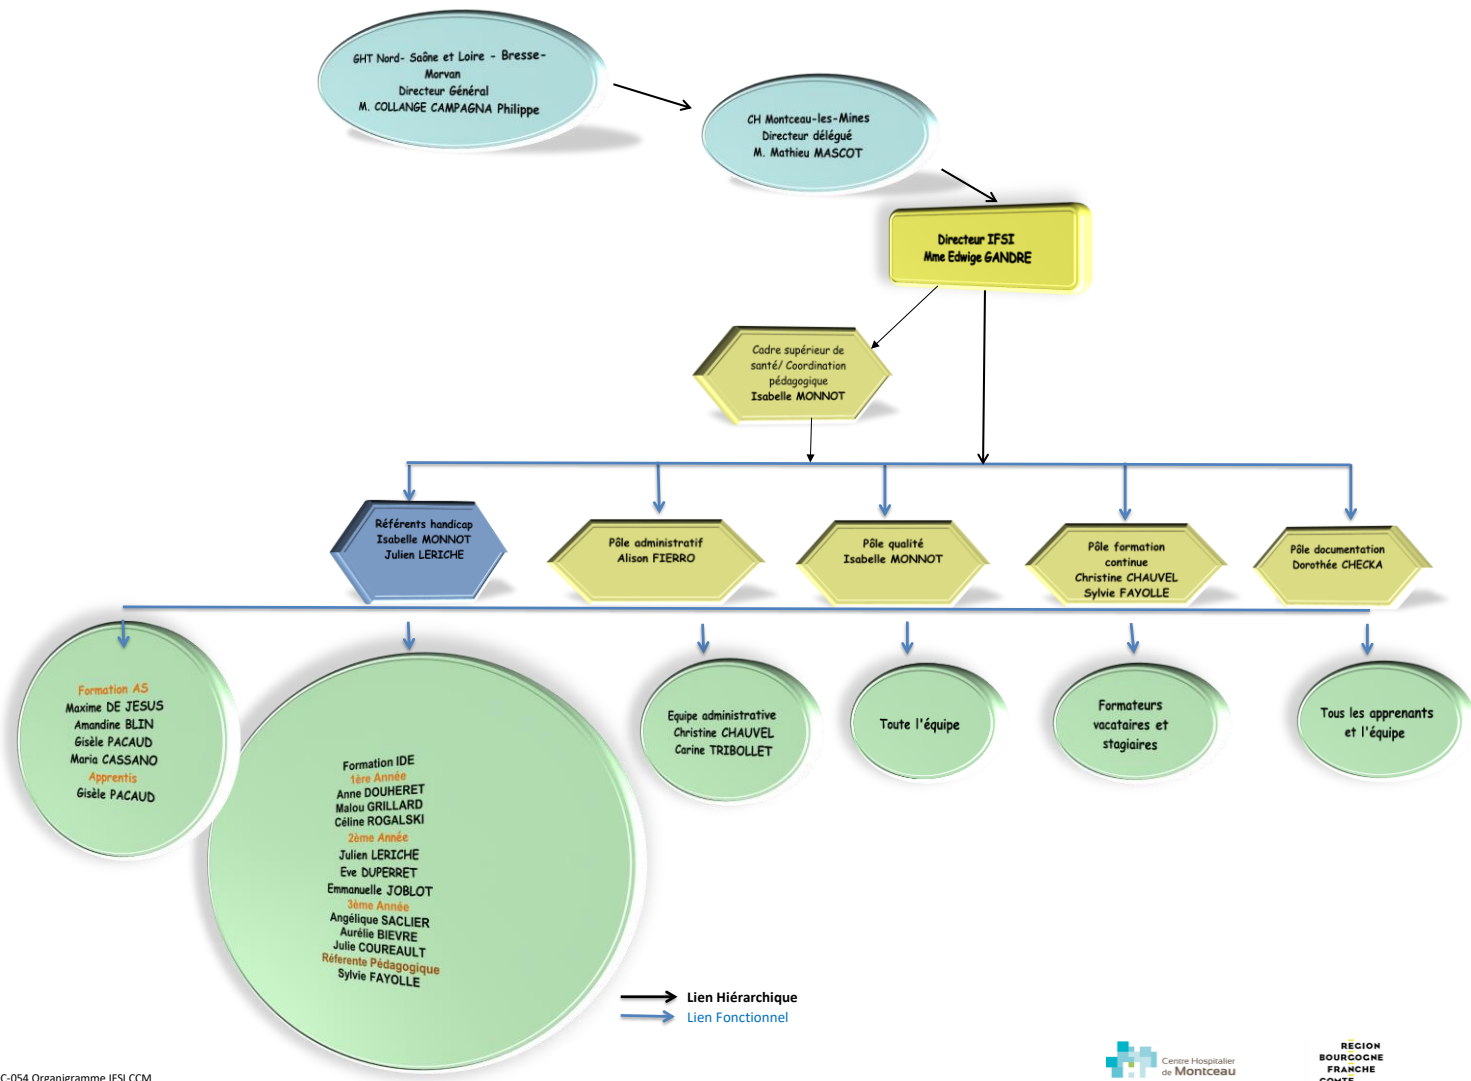 GHT Nord- Saône et Loire - Bresse-
Morvan
Directeur Général
M. COLLANGE CAMPAGNA Philippe
CH Montceau-les-Mines
Directeur délégué
M. Mathieu MASCOT
Directeur IFSI
Mme Edwige GANDRE
Cadre supérieur de
santé/ Coordination
pédagogique
Isabelle MONNOT
Référents handicap
Isabelle MONNOT
Julien LERICHE
Pôle administratif
Alison FIERRO
Pôle qualité
Isabelle MONNOT
Pôle formation
continue
Christine CHAUVEL
Sylvie FAYOLLE
Pôle documentation
Dorothée CHECKA
Formation AS
Maxime DE JESUS
Amandine BLIN
Gisèle PACAUD
Maria CASSANO
Apprentis
Gisèle PACAUD
Formation IDE
1ère Année
Anne DOUHERET
Malou GRILLARD
Céline ROGALSKI
2ème Année
Julien LERICHE
Eve DUPERRET
Emmanuelle JOBLOT
3ème Année
Angélique SACLIER
Aurélie BIEVRE
Julie COUREAULT
Réferente Pédagogique
Sylvie FAYOLLE
Equipe administrative
Christine CHAUVEL
Carine TRIBOLLET
Toute l'équipe
Formateurs
vacataires et
stagiaires
Tous les apprenants
et l'équipe
Lien Hiérarchique
Lien Fonctionnel
C-054 Organigramme IFSI CCM
Centre Hospitalier
de Montceau
RÉGION
BOURGOGNE
FRANCHE
COMTE